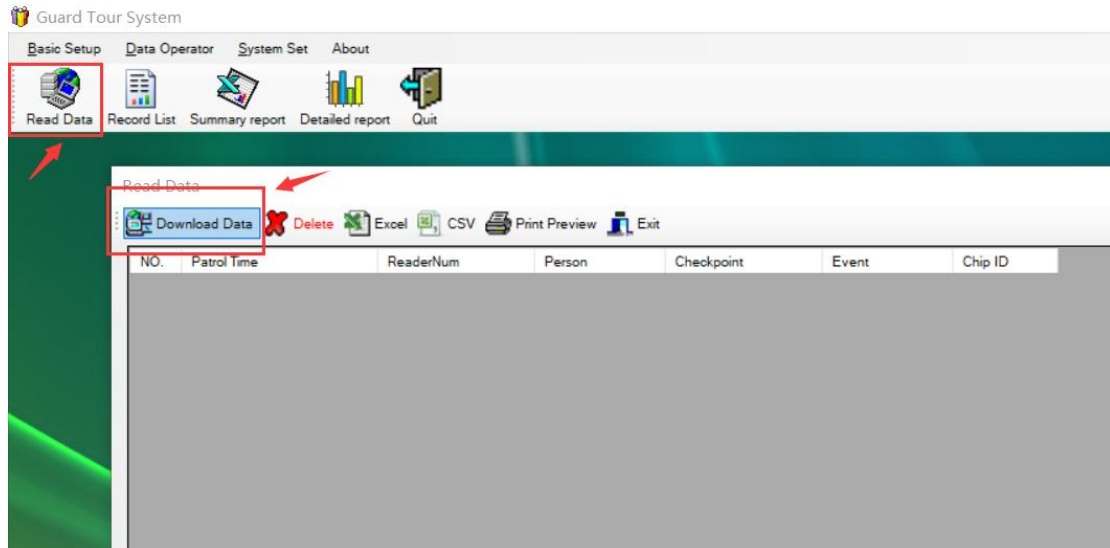 Guard Tour System
Basic Setup Data Operator System Set About
Read Data Record List Summary report Detailed report Quit
Read Data
Download Data Delete Excel CSV Print Preview Exit
NO. Patrol Time ReaderNum Person Checkpoint Event Chip ID